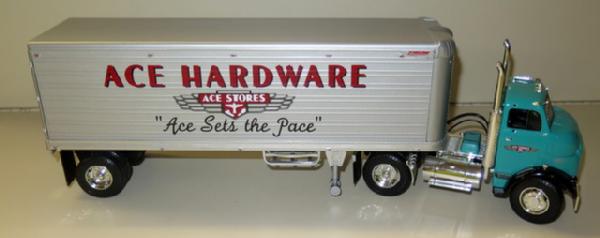 ACE HARDWARE
ACE STORES
"Ace Sets the Pace"